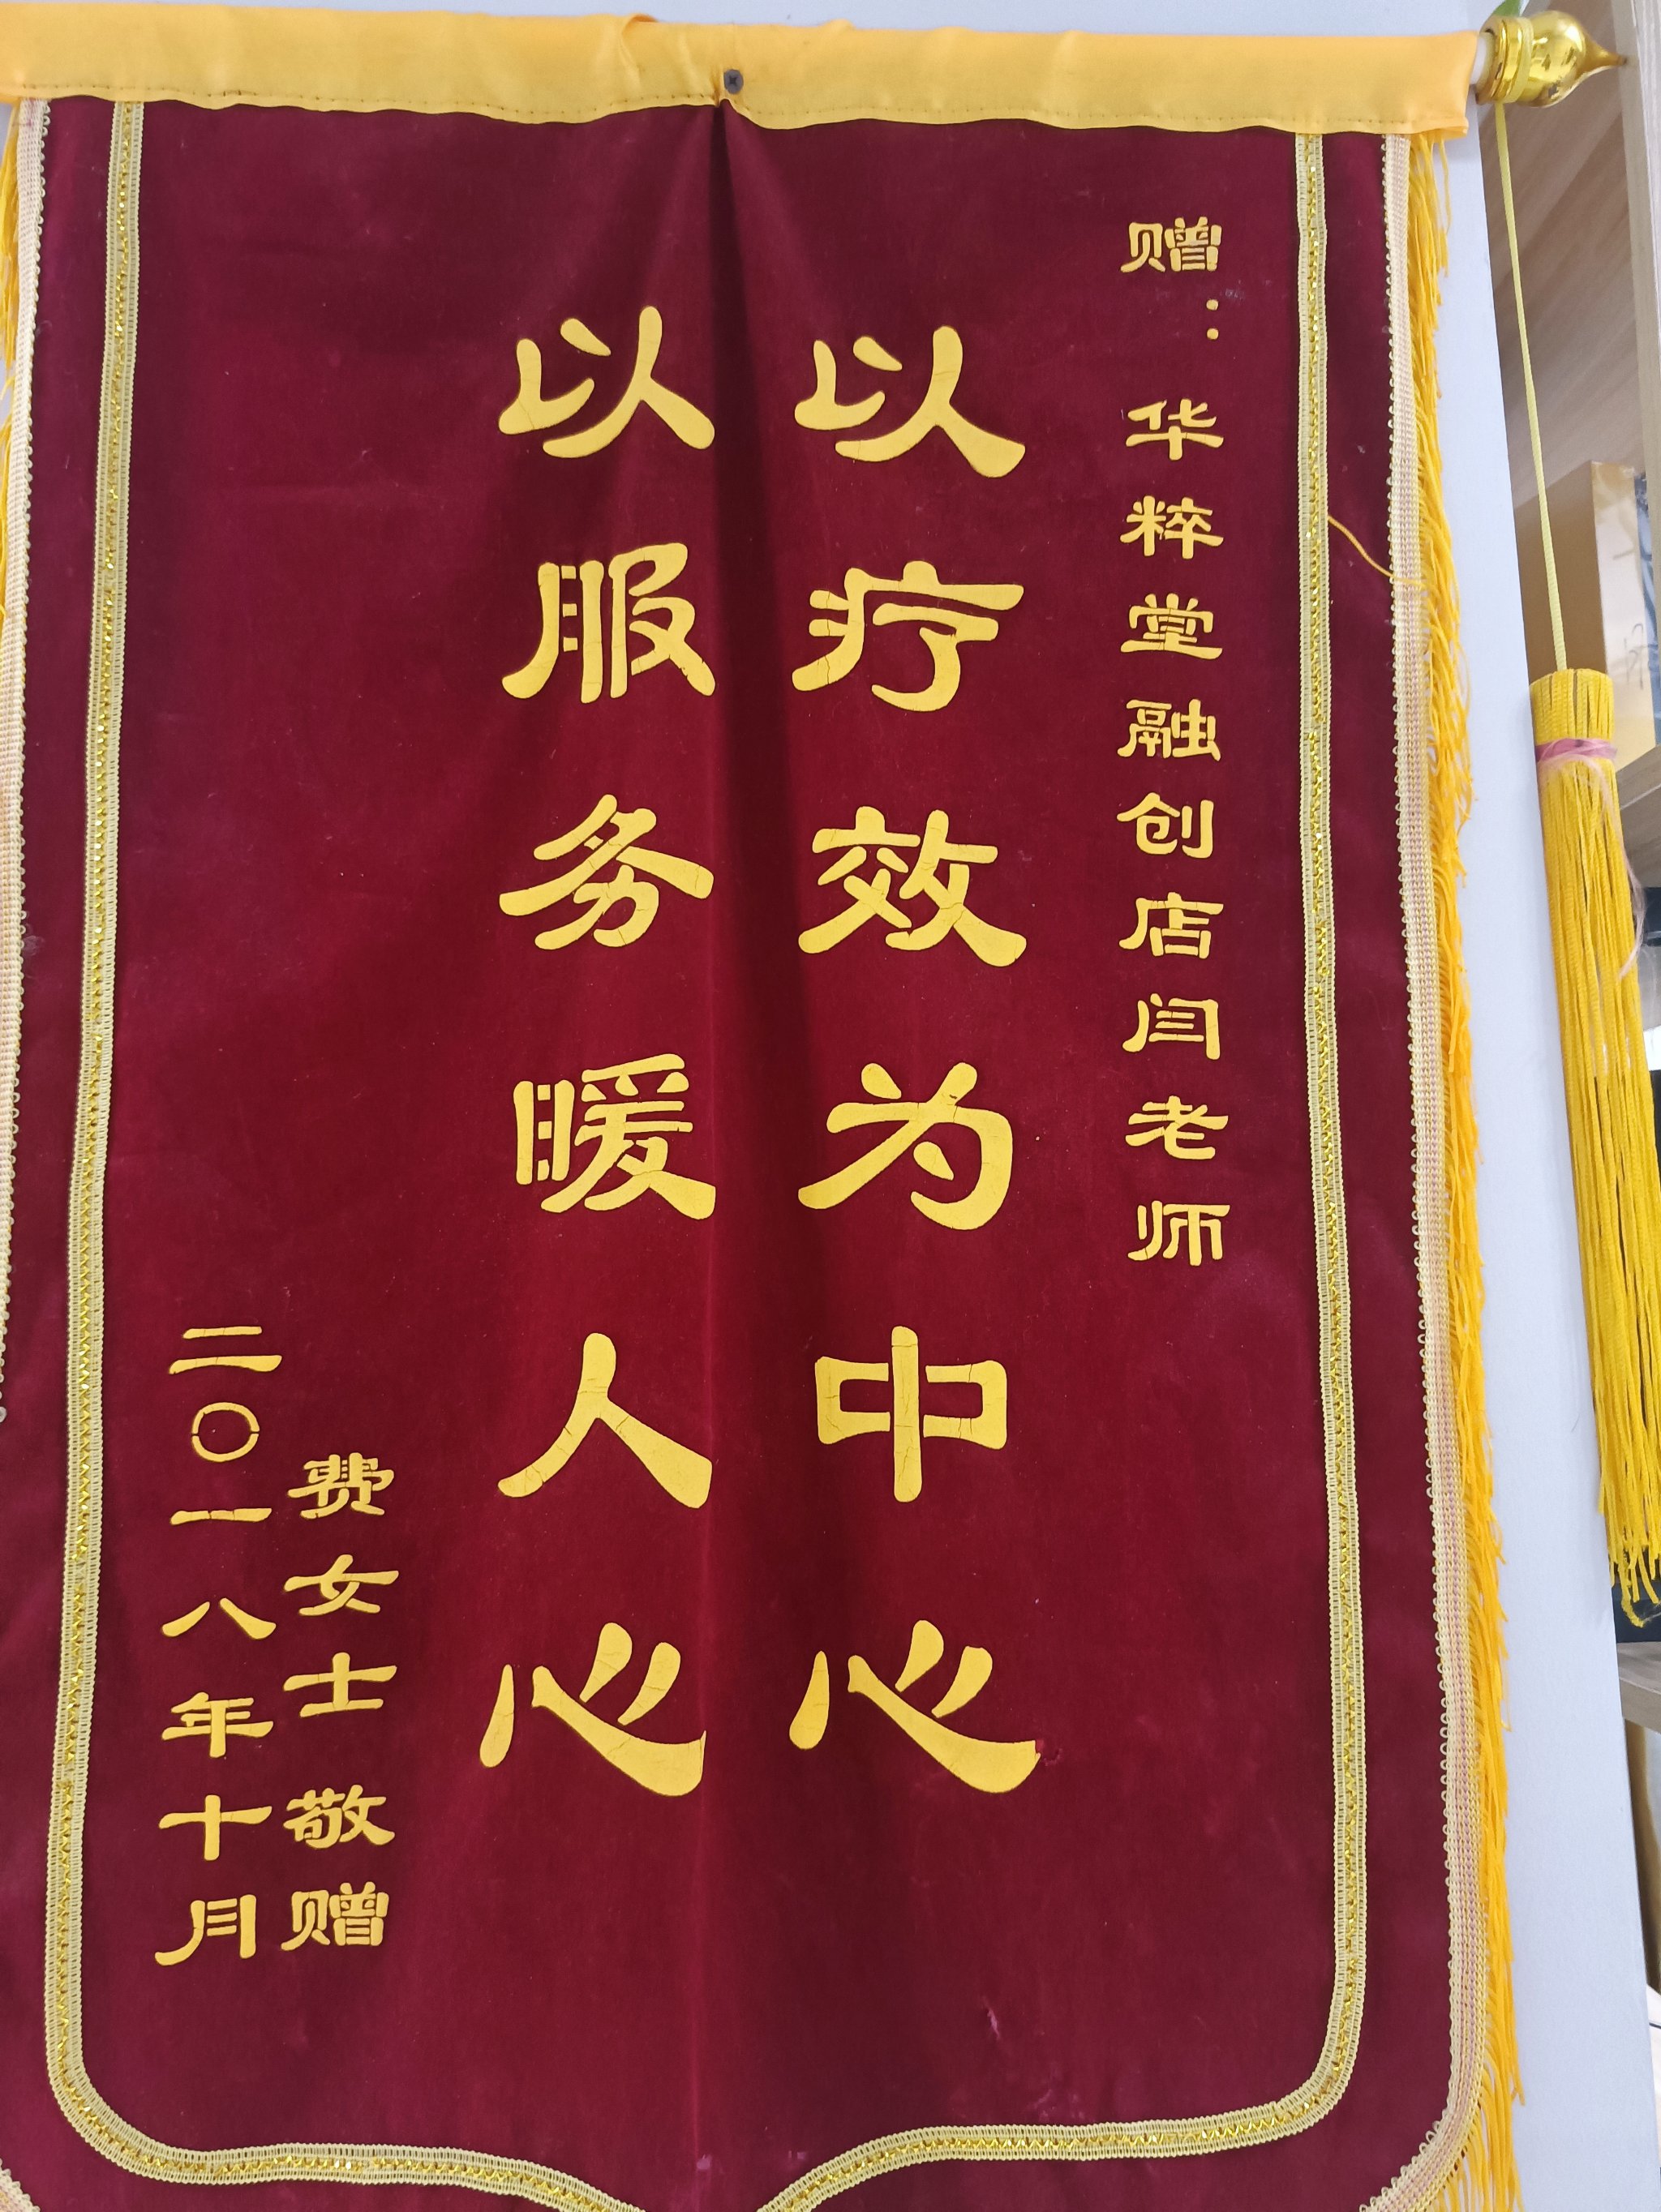 赠：华粹堂融创店闫老师
以疗效为中心
以服务暖人心
费女士敬赠
二〇一八年十月